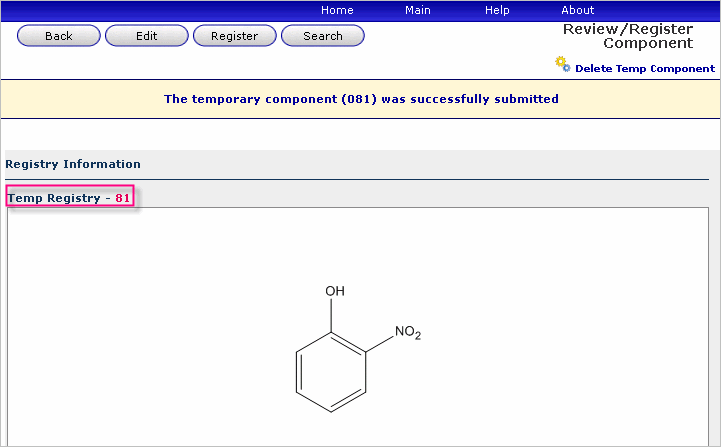 Home Main Help About
Back Edit Register Search
Review/Register
Component
Delete Temp Component
The temporary component (081) was successfully submitted
Registry Information
Temp Registry - 81
OH
NO2